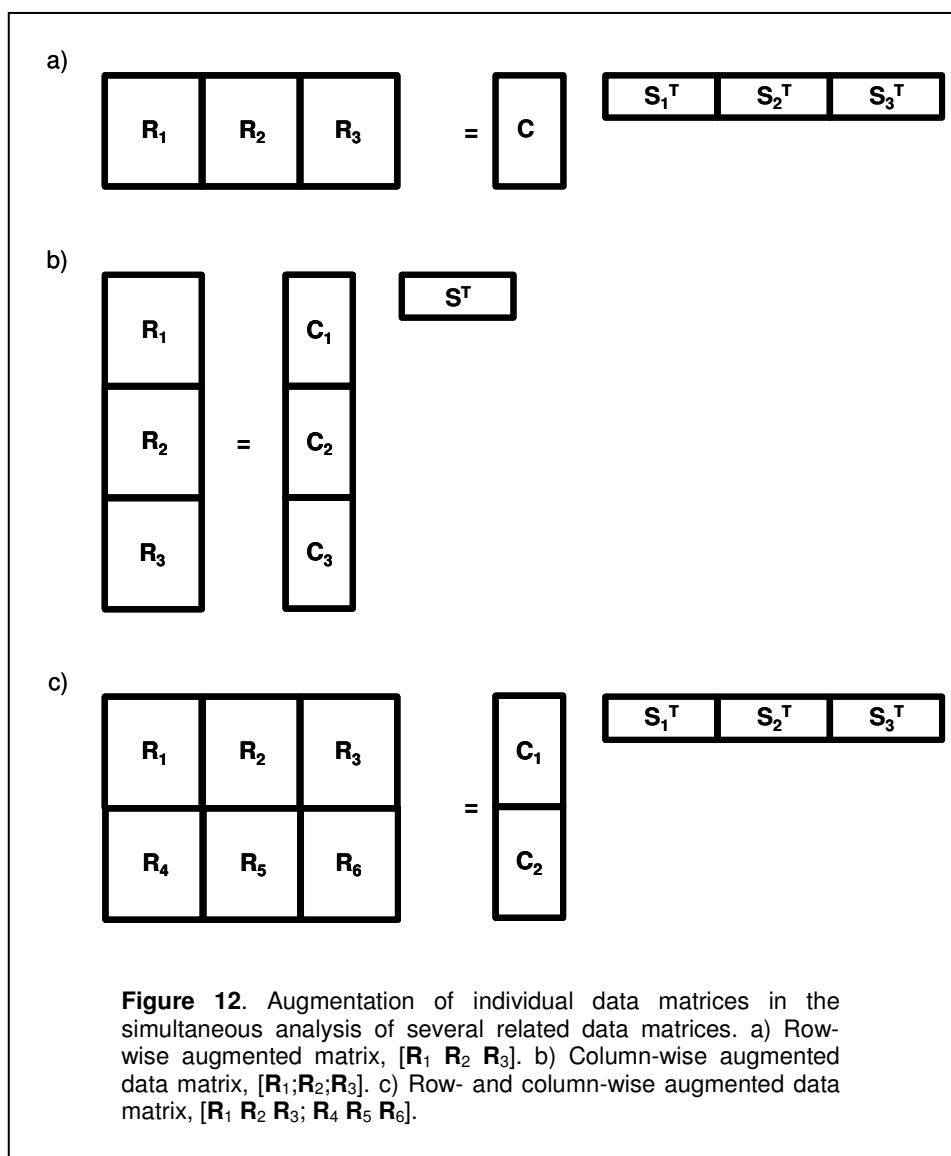 a)
R₁ R₂ R₃ = C S₁ᵀ S₂ᵀ S₃ᵀ
b)
R₁ C₁ Sᵀ
R₂ = C₂
R₃ C₃
c)
R₁ R₂ R₃ C₁ S₁ᵀ S₂ᵀ S₃ᵀ
=
R₄ R₅ R₆ C₂
Figure 12. Augmentation of individual data matrices in the
simultaneous analysis of several related data matrices. a) Row-
wise augmented matrix, [R₁ R₂ R₃]. b) Column-wise augmented
data matrix, [R₁;R₂;R₃]. c) Row- and column-wise augmented data
matrix, [R₁ R₂ R₃; R₄ R₅ R₆].